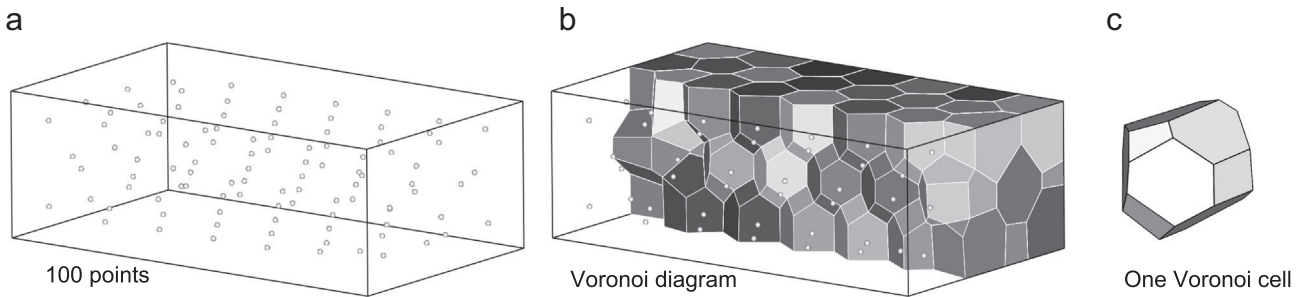 a
b
c
100 points
Voronoi diagram
One Voronoi cell